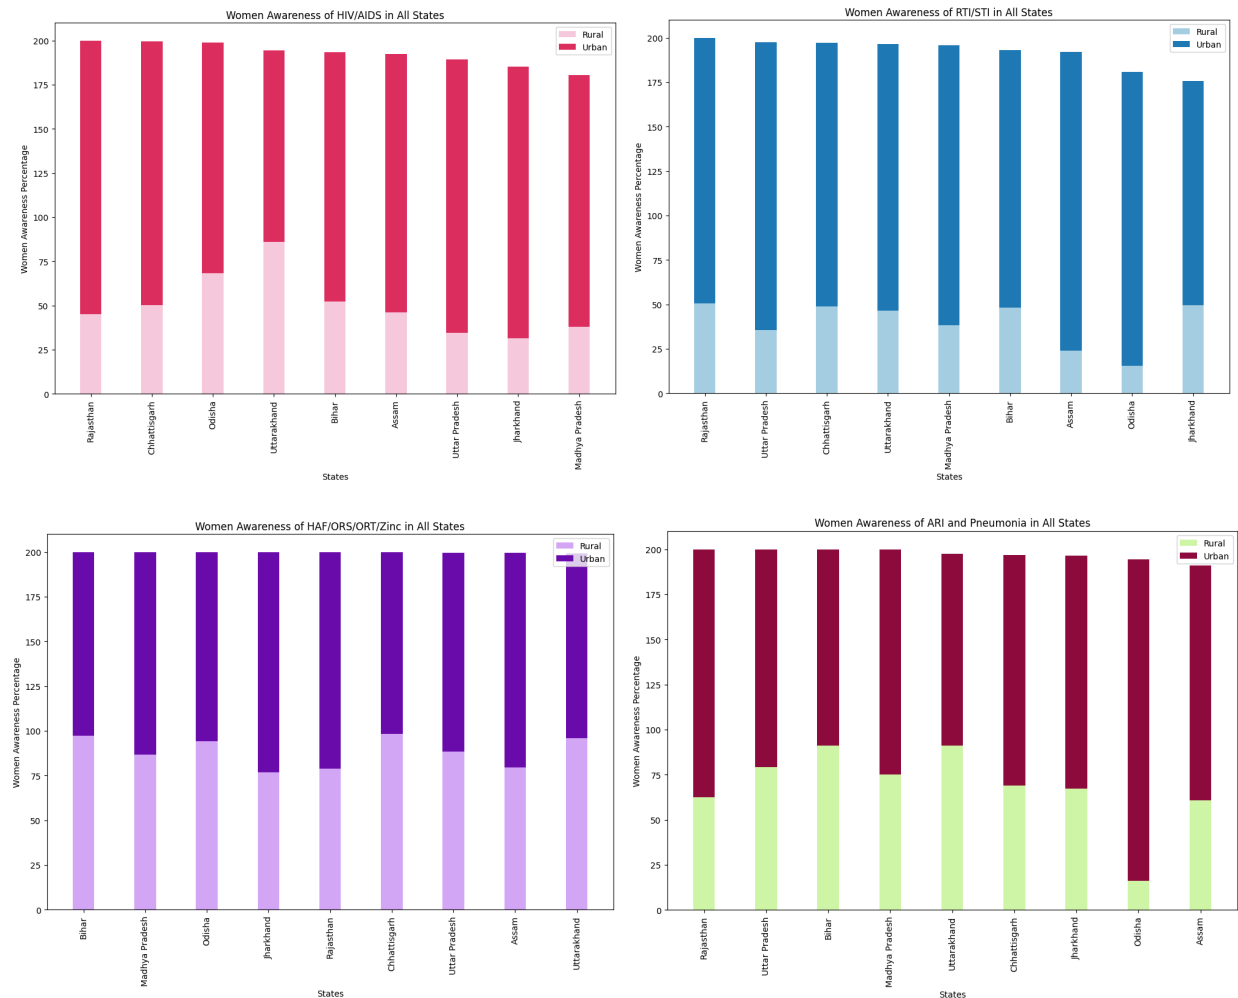 Women Awareness of HIV/AIDS in All States
Rural
Urban
Women Awareness Percentage
200
175
150
125
100
75
50
25
0
Rajasthan
Chhattisgarh
Odisha
Uttarakhand
Bihar
Assam
Uttar Pradesh
Jharkhand
Madhya Pradesh
States
Women Awareness of RTI/STI in All States
Rural
Urban
Women Awareness Percentage
200
175
150
125
100
75
50
25
0
Rajasthan
Uttar Pradesh
Chhattisgarh
Uttarakhand
Madhya Pradesh
Bihar
Assam
Odisha
Jharkhand
States
Women Awareness of HAF/ORS/ORT/Zinc in All States
Rural
Urban
Women Awareness Percentage
200
175
150
125
100
75
50
25
0
Bihar
Madhya Pradesh
Odisha
Jharkhand
Rajasthan
Chhattisgarh
Uttar Pradesh
Assam
Uttarakhand
States
Women Awareness of ARI and Pneumonia in All States
Rural
Urban
Women Awareness Percentage
200
175
150
125
100
75
50
25
0
Rajasthan
Uttar Pradesh
Bihar
Madhya Pradesh
Uttarakhand
Chhattisgarh
Jharkhand
Odisha
Assam
States